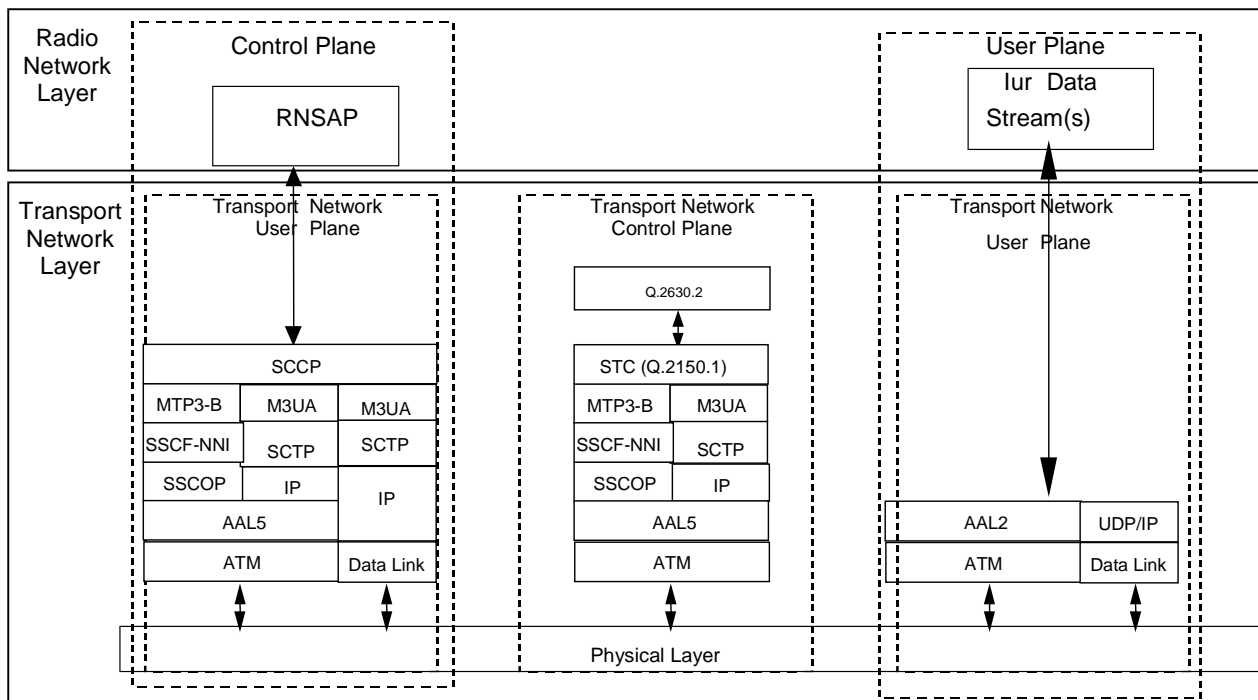 Radio
Network
Layer
Control Plane
RNSAP
User Plane
Iur Data
Stream(s)
Transport
Network
Layer
Transport Network
User Plane
Transport Network
Control Plane
Transport Network
User Plane
Q.2630.2
SCCP
MTP3-B
M3UA
M3UA
SSCF-NNI
SCTP
SCTP
SSCOP
IP
IP
AAL5
ATM
Data Link
STC (Q.2150.1)
MTP3-B
M3UA
SSCF-NNI
SCTP
SSCOP
IP
AAL5
ATM
AAL2
UDP/IP
ATM
Data Link
Physical Layer